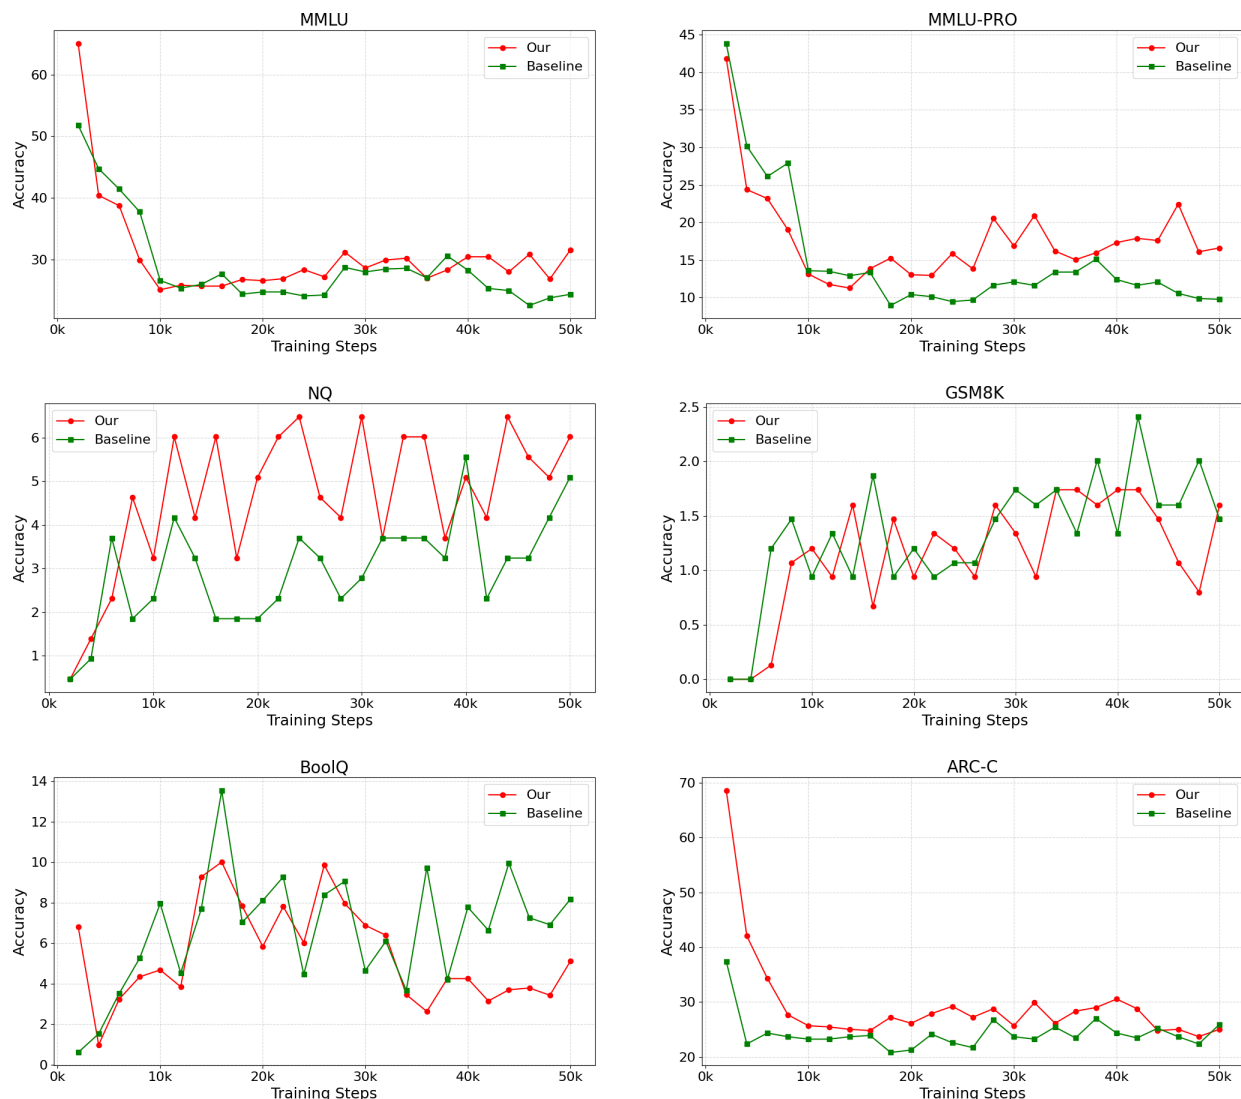 MMLU
Our
Baseline
Accuracy
60
50
40
30
0k 10k 20k 30k 40k 50k
Training Steps
MMLU-PRO
Our
Baseline
Accuracy
45
40
35
30
25
20
15
10
0k 10k 20k 30k 40k 50k
Training Steps
NQ
Our
Baseline
Accuracy
6
5
4
3
2
1
0k 10k 20k 30k 40k 50k
Training Steps
GSM8K
Our
Baseline
Accuracy
2.5
2.0
1.5
1.0
0.5
0.0
0k 10k 20k 30k 40k 50k
Training Steps
BoolQ
Our
Baseline
Accuracy
14
12
10
8
6
4
2
0
0k 10k 20k 30k 40k 50k
Training Steps
ARC-C
Our
Baseline
Accuracy
70
60
50
40
30
20
0k 10k 20k 30k 40k 50k
Training Steps